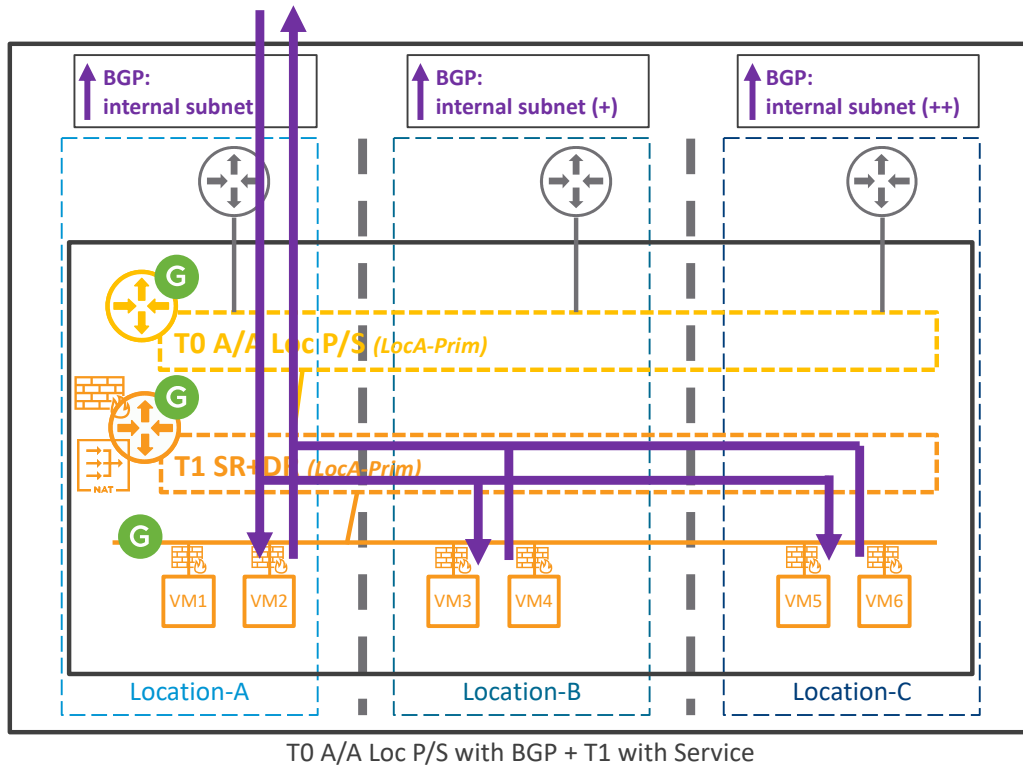 BGP:
internal subnet
BGP:
internal subnet (+)
BGP:
internal subnet (++)
G
T0 A/A Loc P/S (LocA-Prim)
G
T1 SR+DR (LocA-Prim)
NAT
G
VM1
VM2
VM3
VM4
VM5
VM6
Location-A
Location-B
Location-C
T0 A/A Loc P/S with BGP + T1 with Service